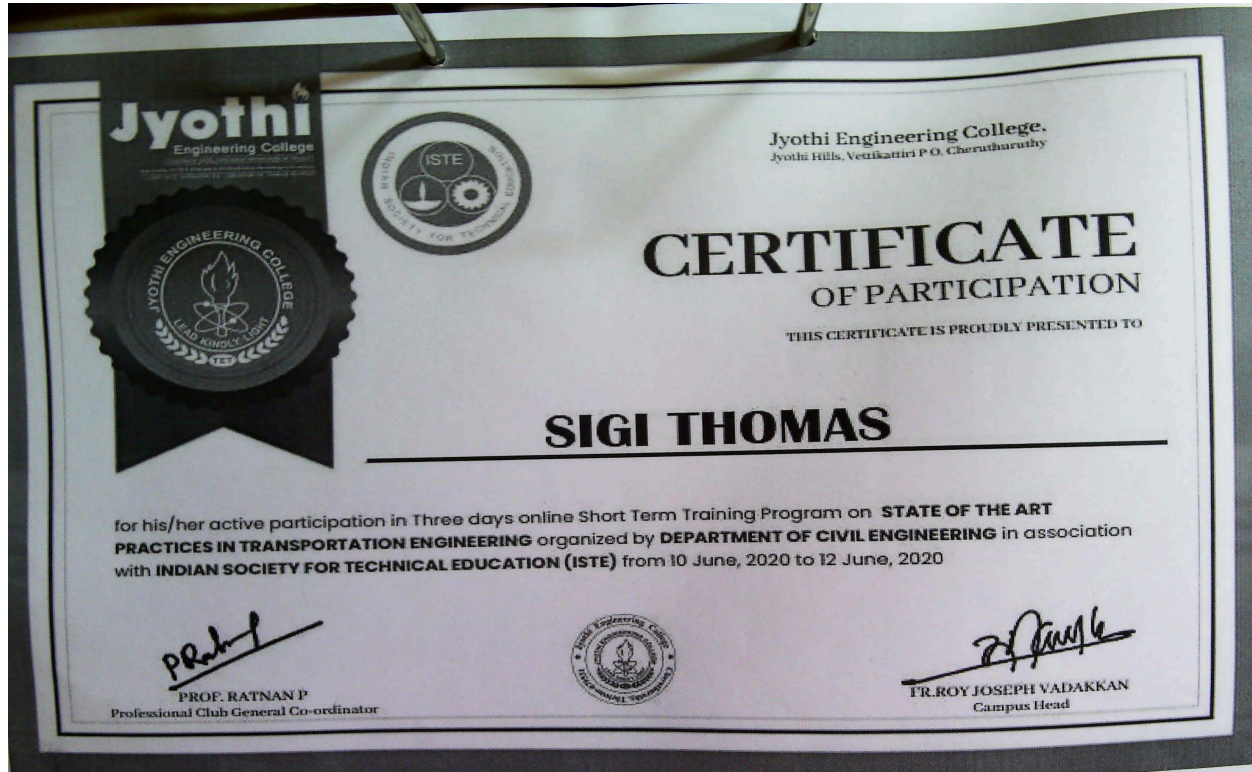 Jyothi
Engineering College
ISTE
INDIAN SOCIETY FOR TECHNICAL EDUCATION
Jyothi Engineering College,
Jyothi Hills, Vettikattiri P O, Cheruthuruthy
JYOTHI ENGINEERING COLLEGE
LEAD KINDLY LIGHT
CERTIFICATE
OF PARTICIPATION
THIS CERTIFICATE IS PROUDLY PRESENTED TO
SIGI THOMAS
for his/her active participation in Three days online Short Term Training Program on STATE OF THE ART
PRACTICES IN TRANSPORTATION ENGINEERING organized by DEPARTMENT OF CIVIL ENGINEERING in association
with INDIAN SOCIETY FOR TECHNICAL EDUCATION (ISTE) from 10 June, 2020 to 12 June, 2020
PROF. RATNAN P
Professional Club General Co-ordinator
Jyothi Engineering College
FR.ROY JOSEPH VADAKKAN
Campus Head